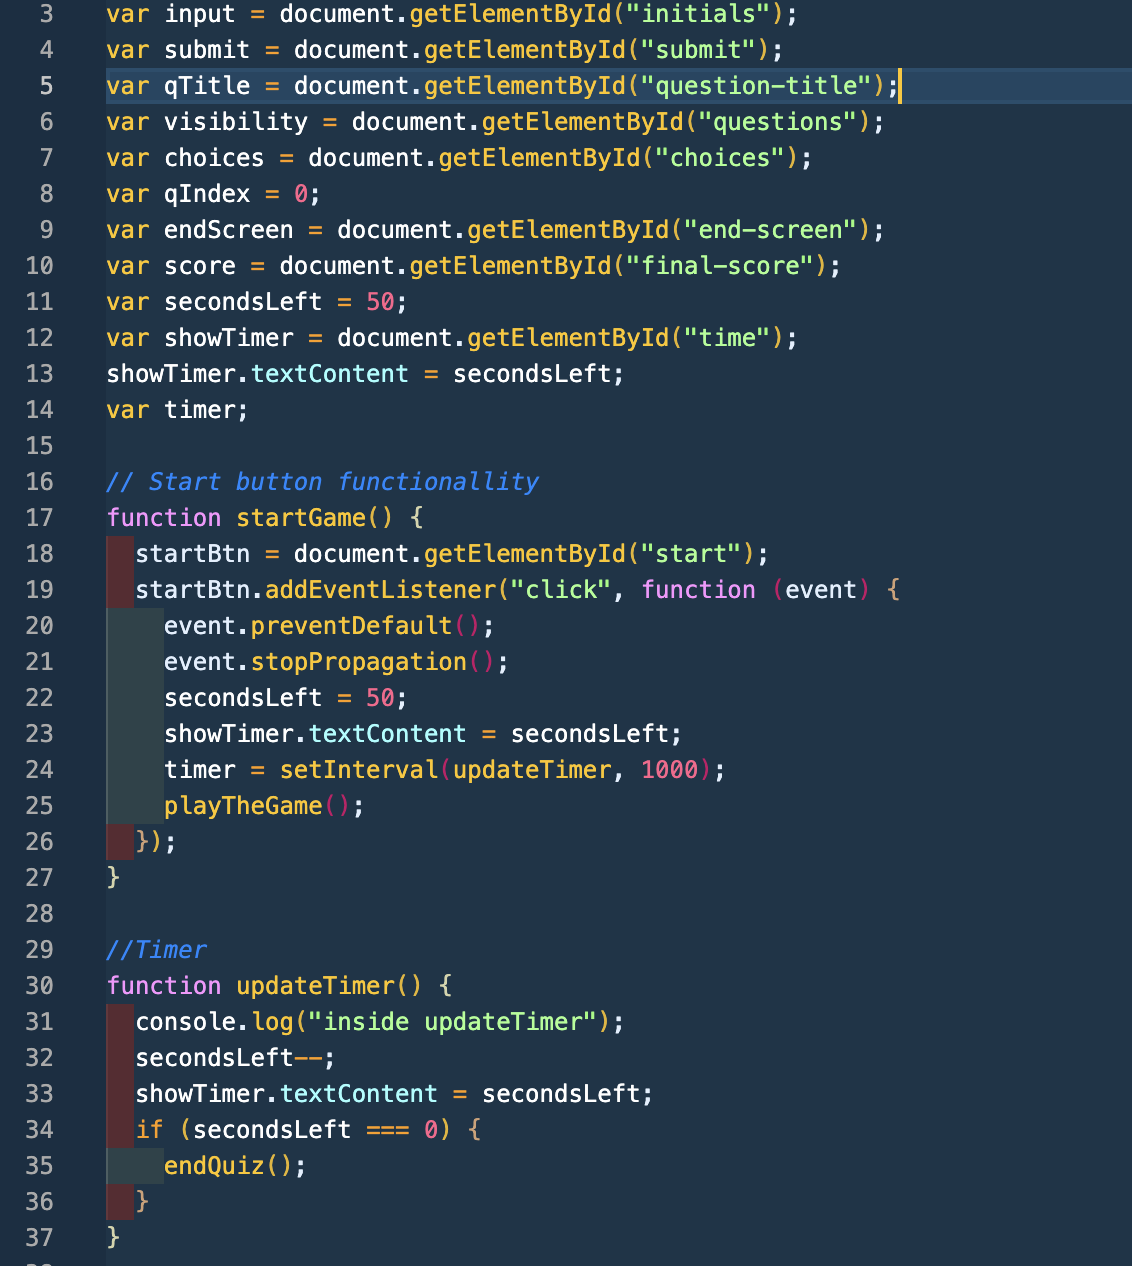 3 var input = document.getElementById("initials");
4 var submit = document.getElementById("submit");
5 var qTitle = document.getElementById("question-title");
6 var visibility = document.getElementById("questions");
7 var choices = document.getElementById("choices");
8 var qIndex = 0;
9 var endScreen = document.getElementById("end-screen");
10 var score = document.getElementById("final-score");
11 var secondsLeft = 50;
12 var showTimer = document.getElementById("time");
13 showTimer.textContent = secondsLeft;
14 var timer;
15
16 // Start button functionallity
17 function startGame() {
18   startBtn = document.getElementById("start");
19   startBtn.addEventListener("click", function (event) {
20     event.preventDefault();
21     event.stopPropagation();
22     secondsLeft = 50;
23     showTimer.textContent = secondsLeft;
24     timer = setInterval(updateTimer, 1000);
25     playTheGame();
26   });
27 }
28
29 //Timer
30 function updateTimer() {
31   console.log("inside updateTimer");
32   secondsLeft--;
33   showTimer.textContent = secondsLeft;
34   if (secondsLeft === 0) {
35     endQuiz();
36   }
37 }